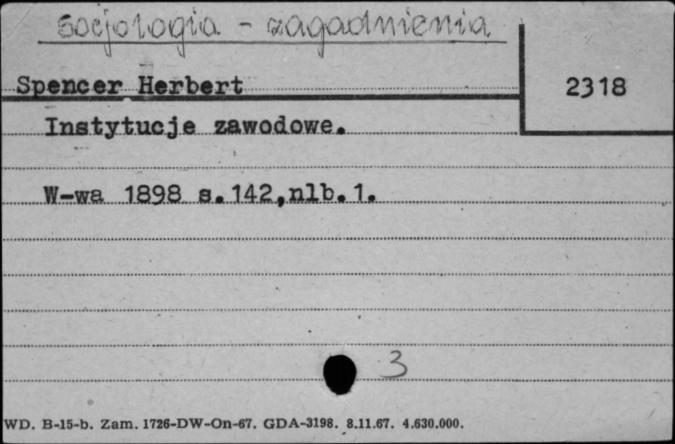 socjologia - zagadnienia
Spencer Herbert
2318
Instytucje zawodowe.
W-wa 1898 s.142,nlb.1.
3
WD. B-15-b. Zam. 1726-DW-On-67. GDA-3198. 8.11.67. 4.630.000.